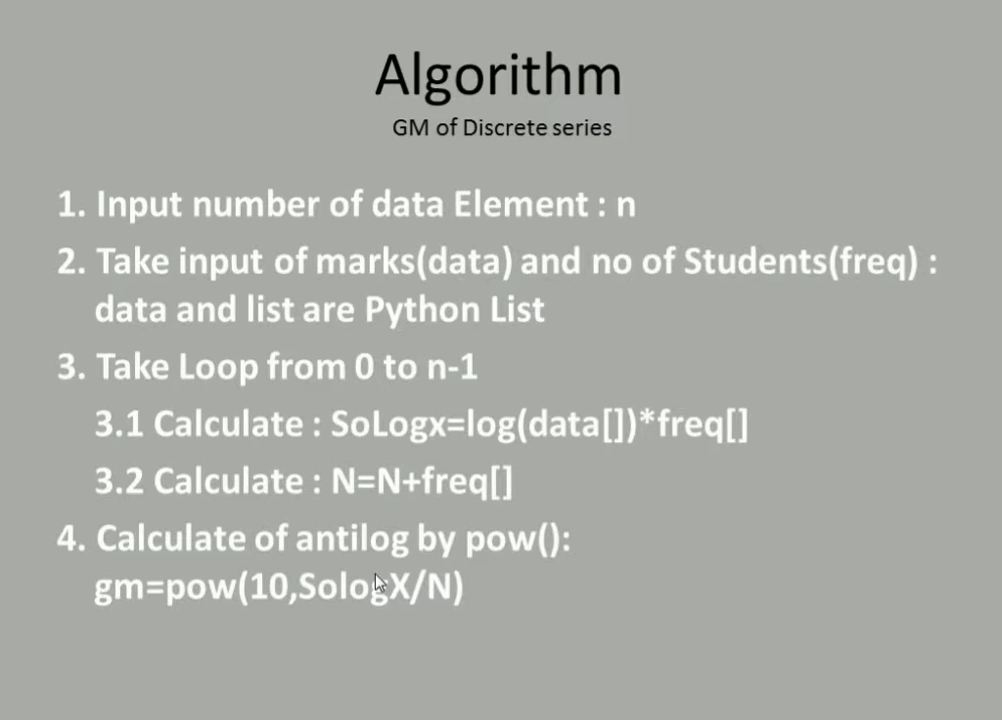 Algorithm
GM of Discrete series
1. Input number of data Element : n
2. Take input of marks(data) and no of Students(freq) :
data and list are Python List
3. Take Loop from 0 to n-1
3.1 Calculate : SoLogx=log(data[])*freq[]
3.2 Calculate : N=N+freq[]
4. Calculate of antilog by pow():
gm=pow(10,SologX/N)